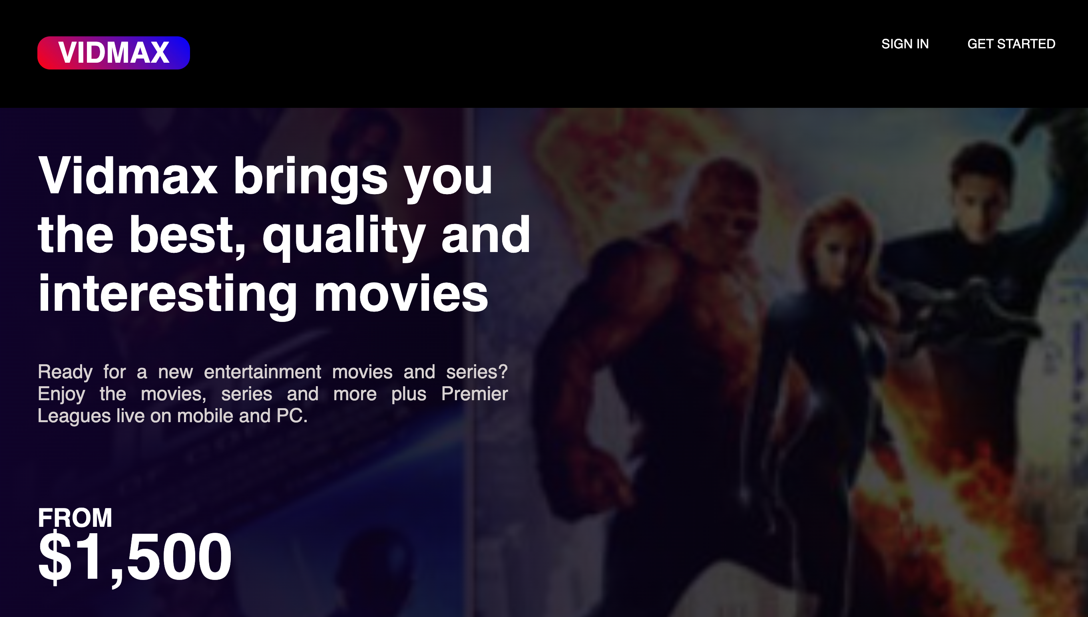 VIDMAX
SIGN IN
GET STARTED
Vidmax brings you
the best, quality and
interesting movies
Ready for a new entertainment movies and series?
Enjoy the movies, series and more plus Premier
Leagues live on mobile and PC.
FROM
$1,500